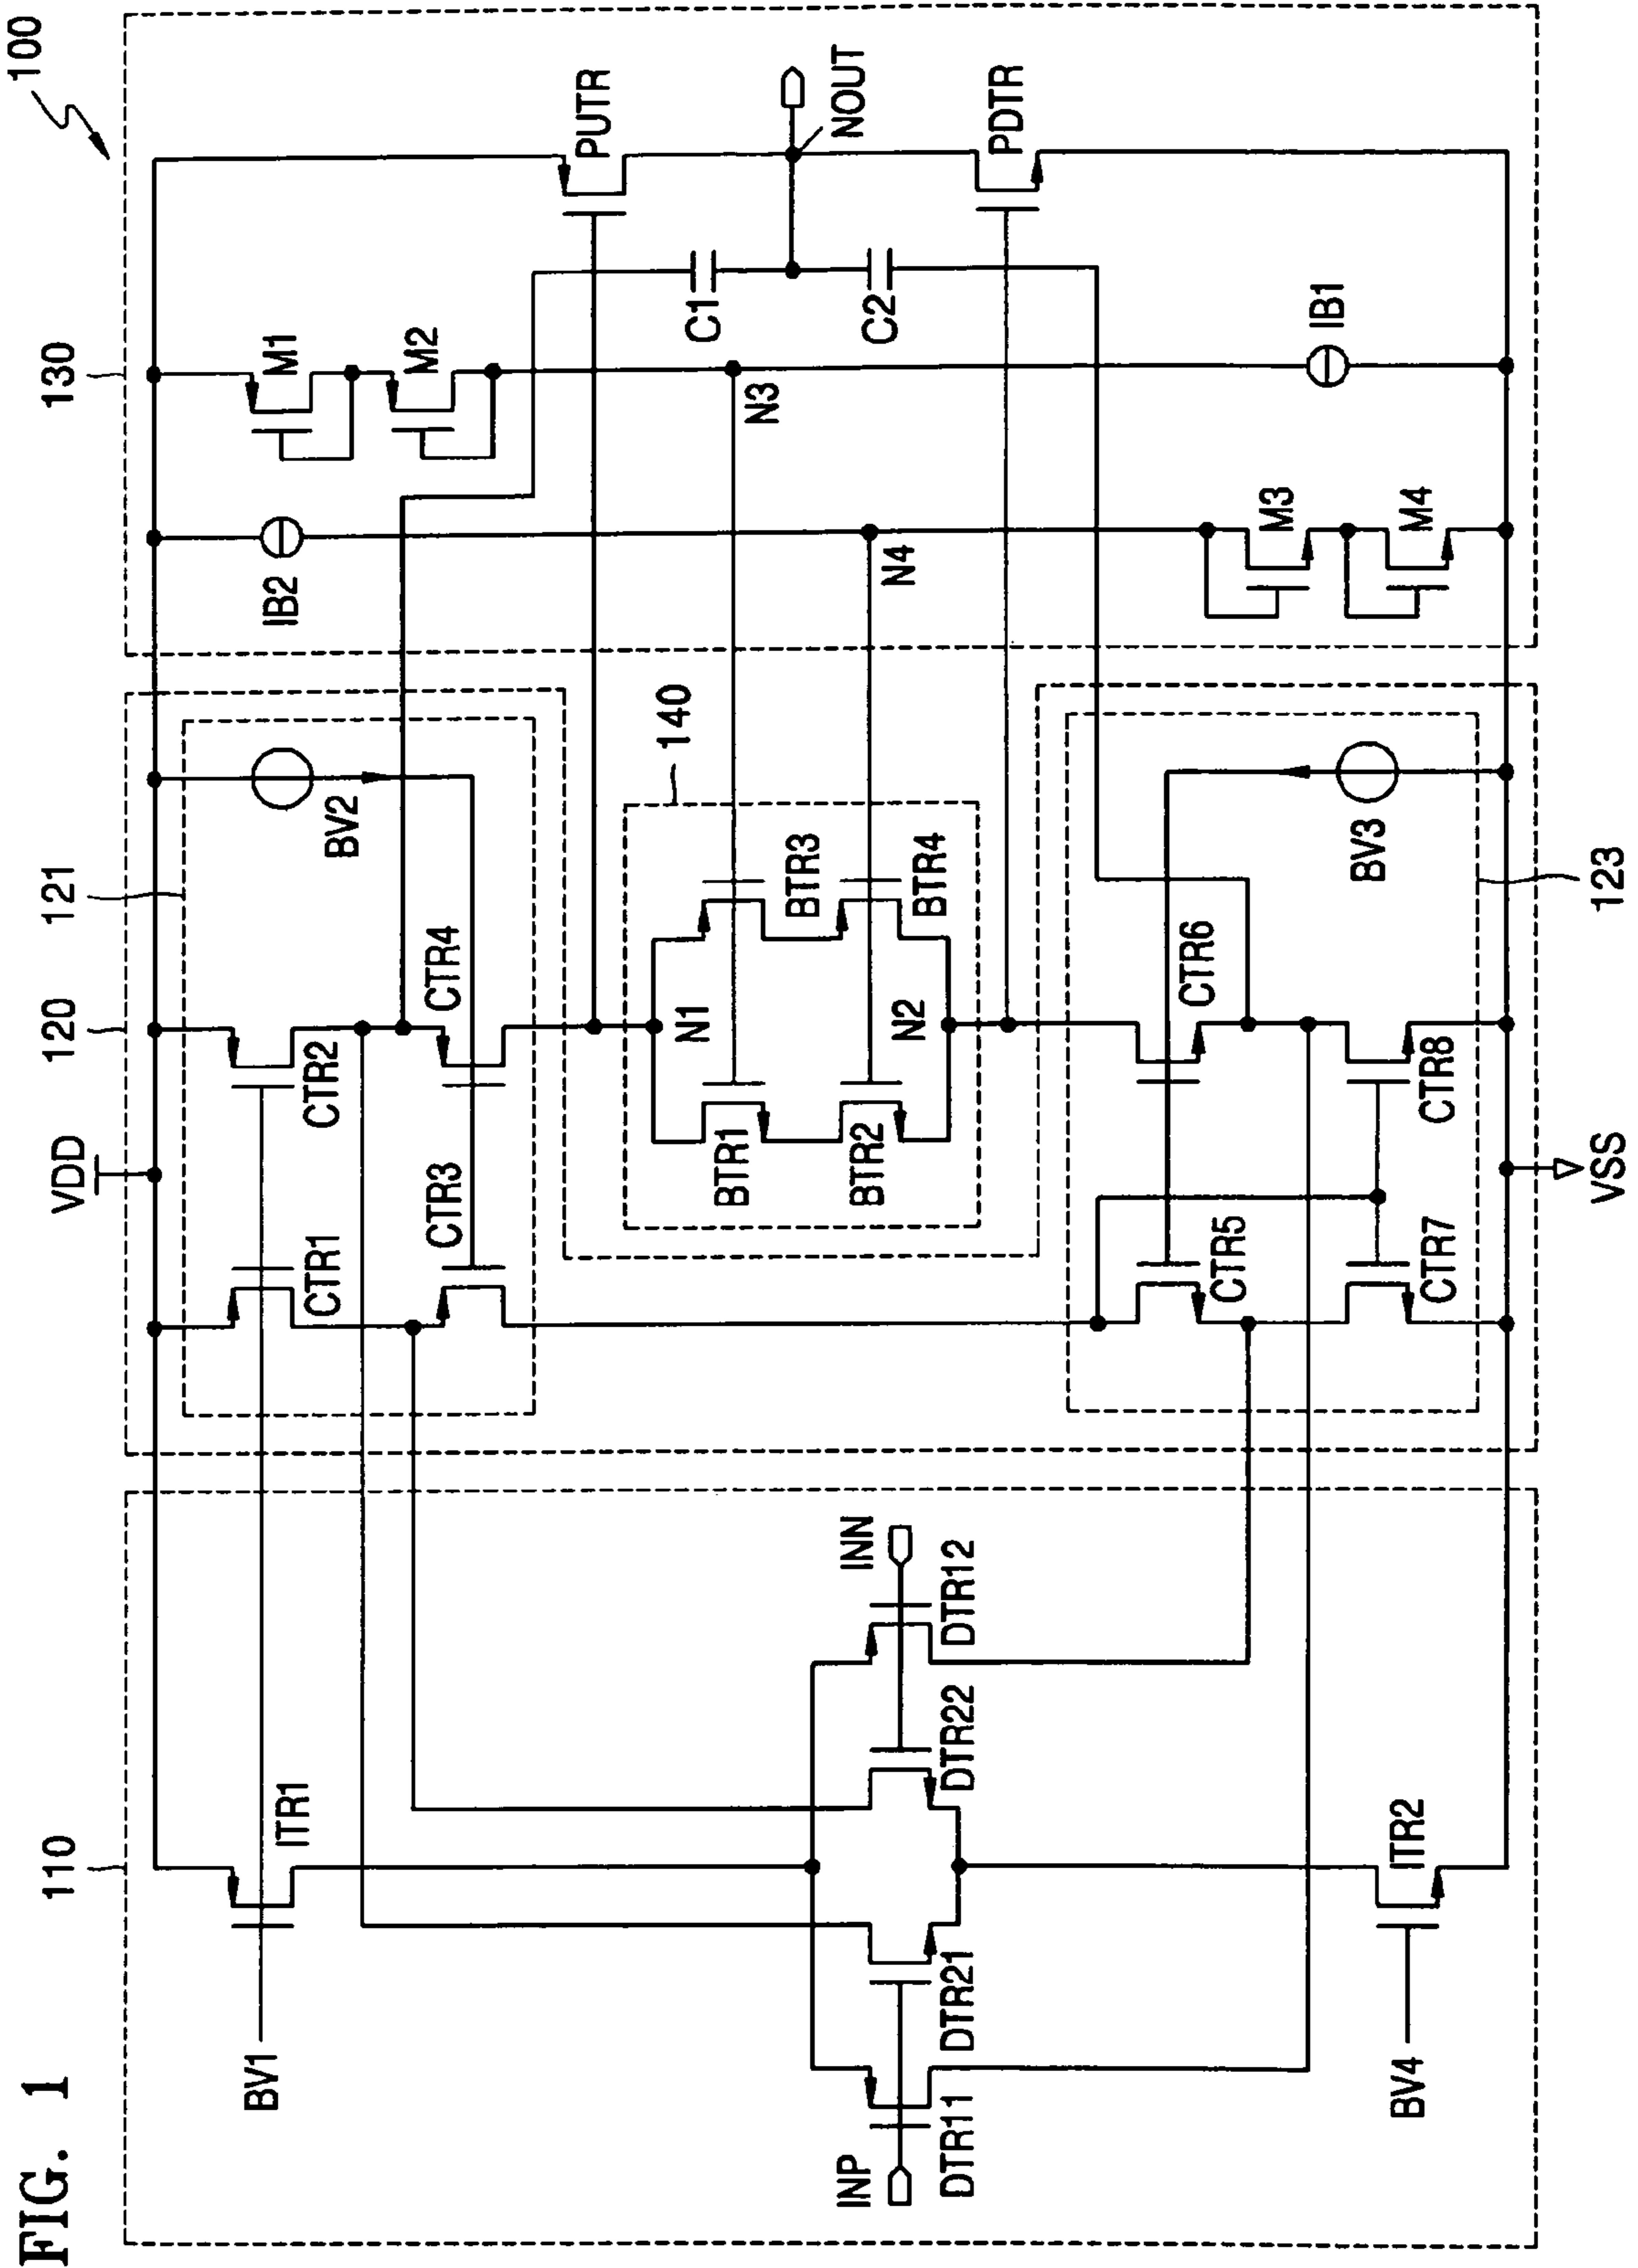 FIG. 1
100
110
120
121
130
VDD
BV1
ITR1
CTR1
CTR2
CTR3
CTR4
BV2
IB2
M1
M2
C1
C2
PUTR
NOUT
PDTR
N3
N4
140
N1
N2
BTR1
BTR2
BTR3
BTR4
INP
INN
DTR11
DTR21
DTR22
DTR12
CTR5
CTR6
CTR7
CTR8
BV3
IB1
M3
M4
BV4
ITR2
VSS
123